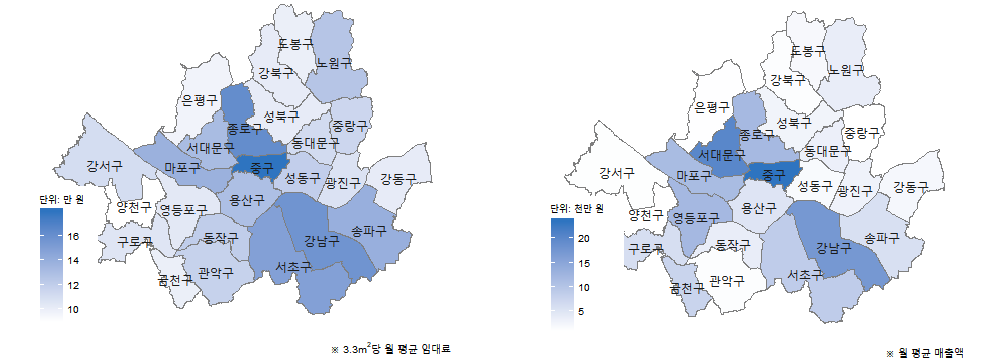 도봉구
노원구
강북구
은평구
성북구
중랑구
종로구
동대문구
서대문구
강서구
마포구
중구
성동구
광진구
강동구
양천구
영등포구
용산구
구로구
동작구
강남구
송파구
금천구
관악구
서초구
단위: 만 원
16
14
12
10
※ 3.3m²당 월 평균 임대료
도봉구
노원구
강북구
은평구
성북구
중랑구
종로구
동대문구
서대문구
강서구
마포구
중구
성동구
광진구
강동구
양천구
영등포구
용산구
구로구
동작구
강남구
송파구
금천구
관악구
서초구
단위: 천만 원
20
15
10
5
※ 월 평균 매출액